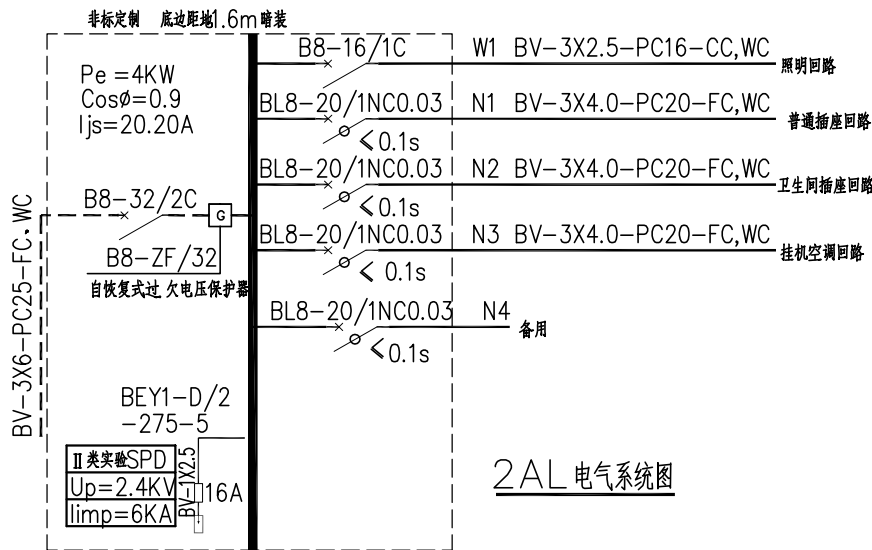 非标定制 底边距地1.6m暗装
Pe =4KW
CosØ=0.9
Ijs=20.20A
B8-16/1C W1 BV-3X2.5-PC16-CC,WC 照明回路
BL8-20/1NC0.03 N1 BV-3X4.0-PC20-FC,WC 普通插座回路
<0.1s
BL8-20/1NC0.03 N2 BV-3X4.0-PC20-FC,WC 卫生间插座回路
<0.1s
BL8-20/1NC0.03 N3 BV-3X4.0-PC20-FC,WC 挂机空调回路
<0.1s
BL8-20/1NC0.03 N4 备用
<0.1s
BV-3X6-PC25-FC,WC
B8-32/2C
G
B8-ZF/32
自恢复式过 欠电压保护器
BEY1-D/2
-275-5
II类实验SPD
Up=2.4KV
Iimp=6KA
BV-1X2.5
16A
2AL 电气系统图